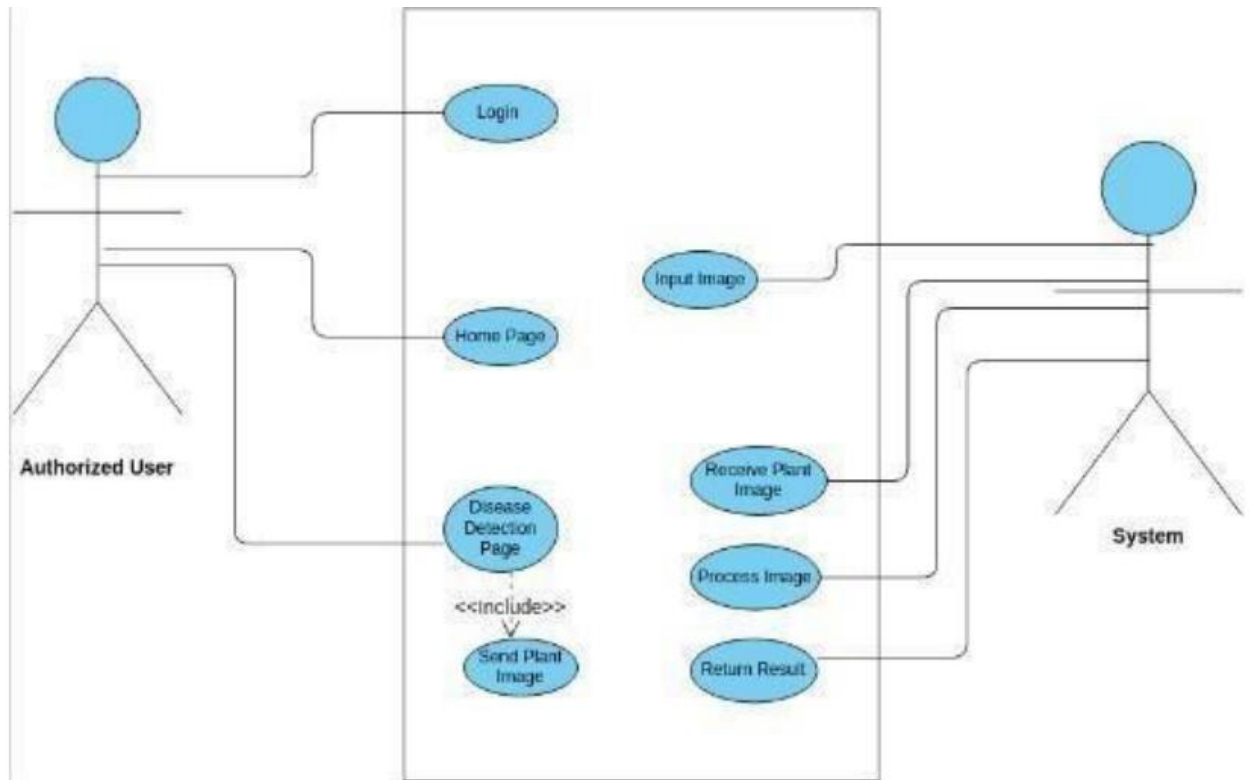 Login
Input Image
Home Page
Authorized User
Receive Plant
Image
Disease
Detection
Page
System
Process Image
<<Include>>
Send Plant
Image
Return Result